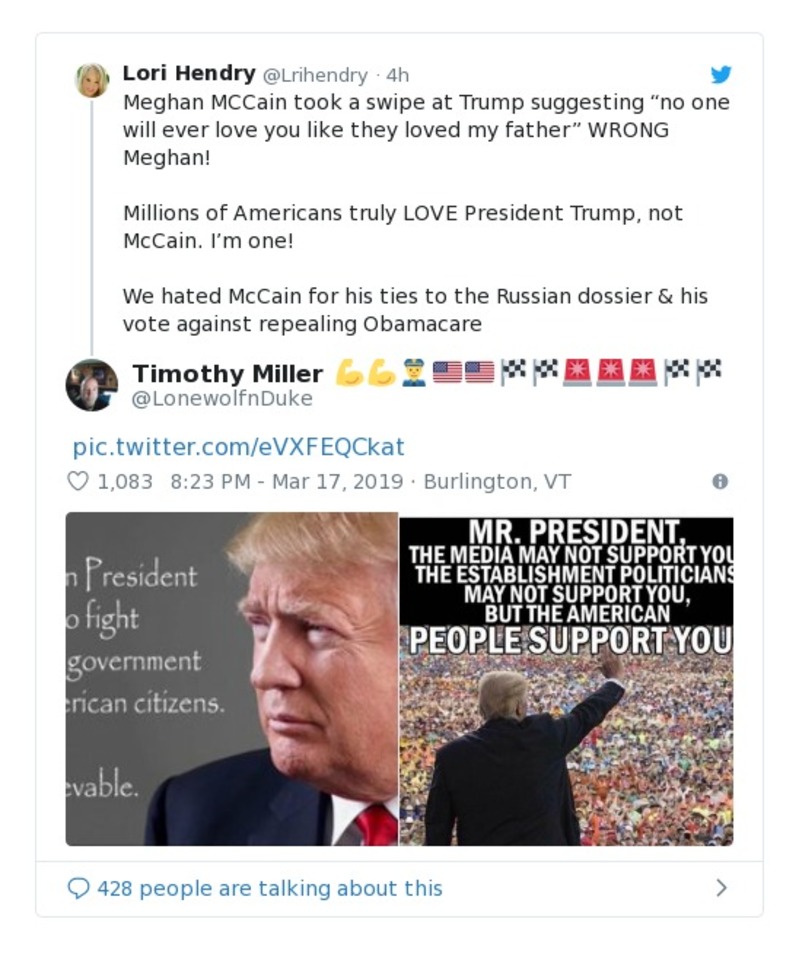 Lori Hendry @Lrihendry · 4h
Meghan MCCain took a swipe at Trump suggesting “no one
will ever love you like they loved my father” WRONG
Meghan!
Millions of Americans truly LOVE President Trump, not
McCain. I’m one!
We hated McCain for his ties to the Russian dossier & his
vote against repealing Obamacare
Timothy Miller 💪💪👮🇺🇸🇺🇸🏁🏁🚨🚨🚨🏁🏁
@LonewolfnDuke
pic.twitter.com/eVXFEQCkat
1,083 8:23 PM - Mar 17, 2019 · Burlington, VT
n President
o fight
government
erican citizens.
evable.
MR. PRESIDENT,
THE MEDIA MAY NOT SUPPORT YOU
THE ESTABLISHMENT POLITICIANS
MAY NOT SUPPORT YOU,
BUT THE AMERICAN
PEOPLE SUPPORT YOU
428 people are talking about this